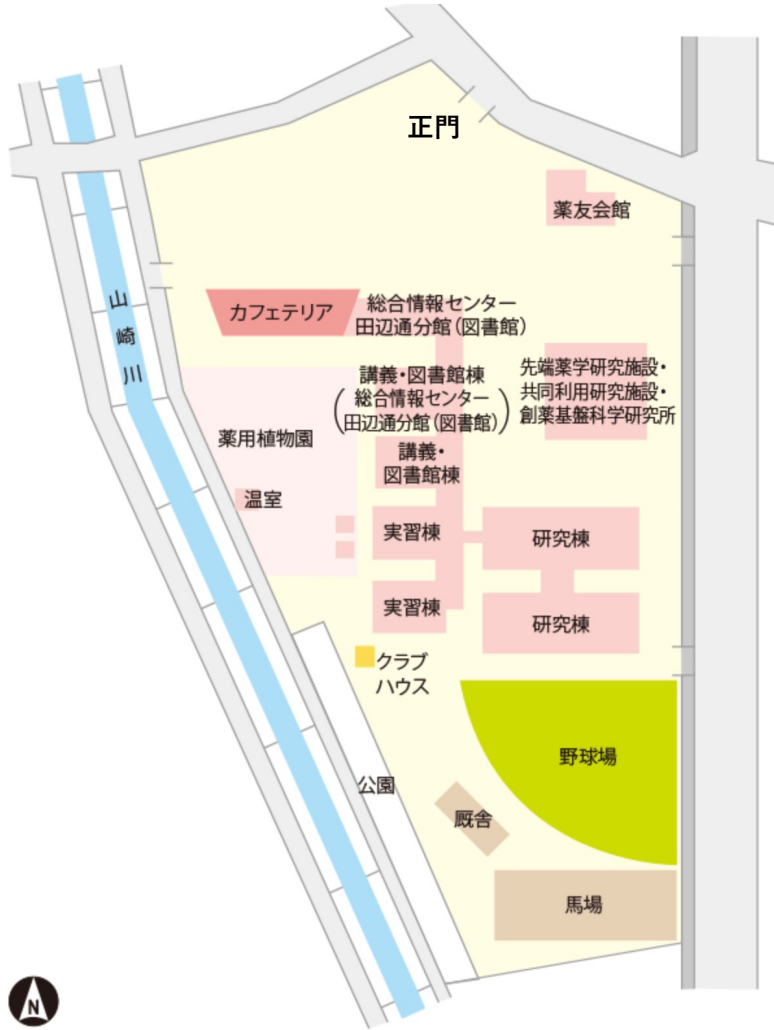 正門
薬友会館
カフェテリア
総合情報センター
田辺通分館(図書館)
山崎川
講義・図書館棟
(総合情報センター
田辺通分館(図書館))
先端薬学研究施設・
共同利用研究施設・
創薬基盤科学研究所
薬用植物園
講義・
図書館棟
温室
実習棟
研究棟
実習棟
研究棟
クラブ
ハウス
野球場
公園
厩舎
馬場
N